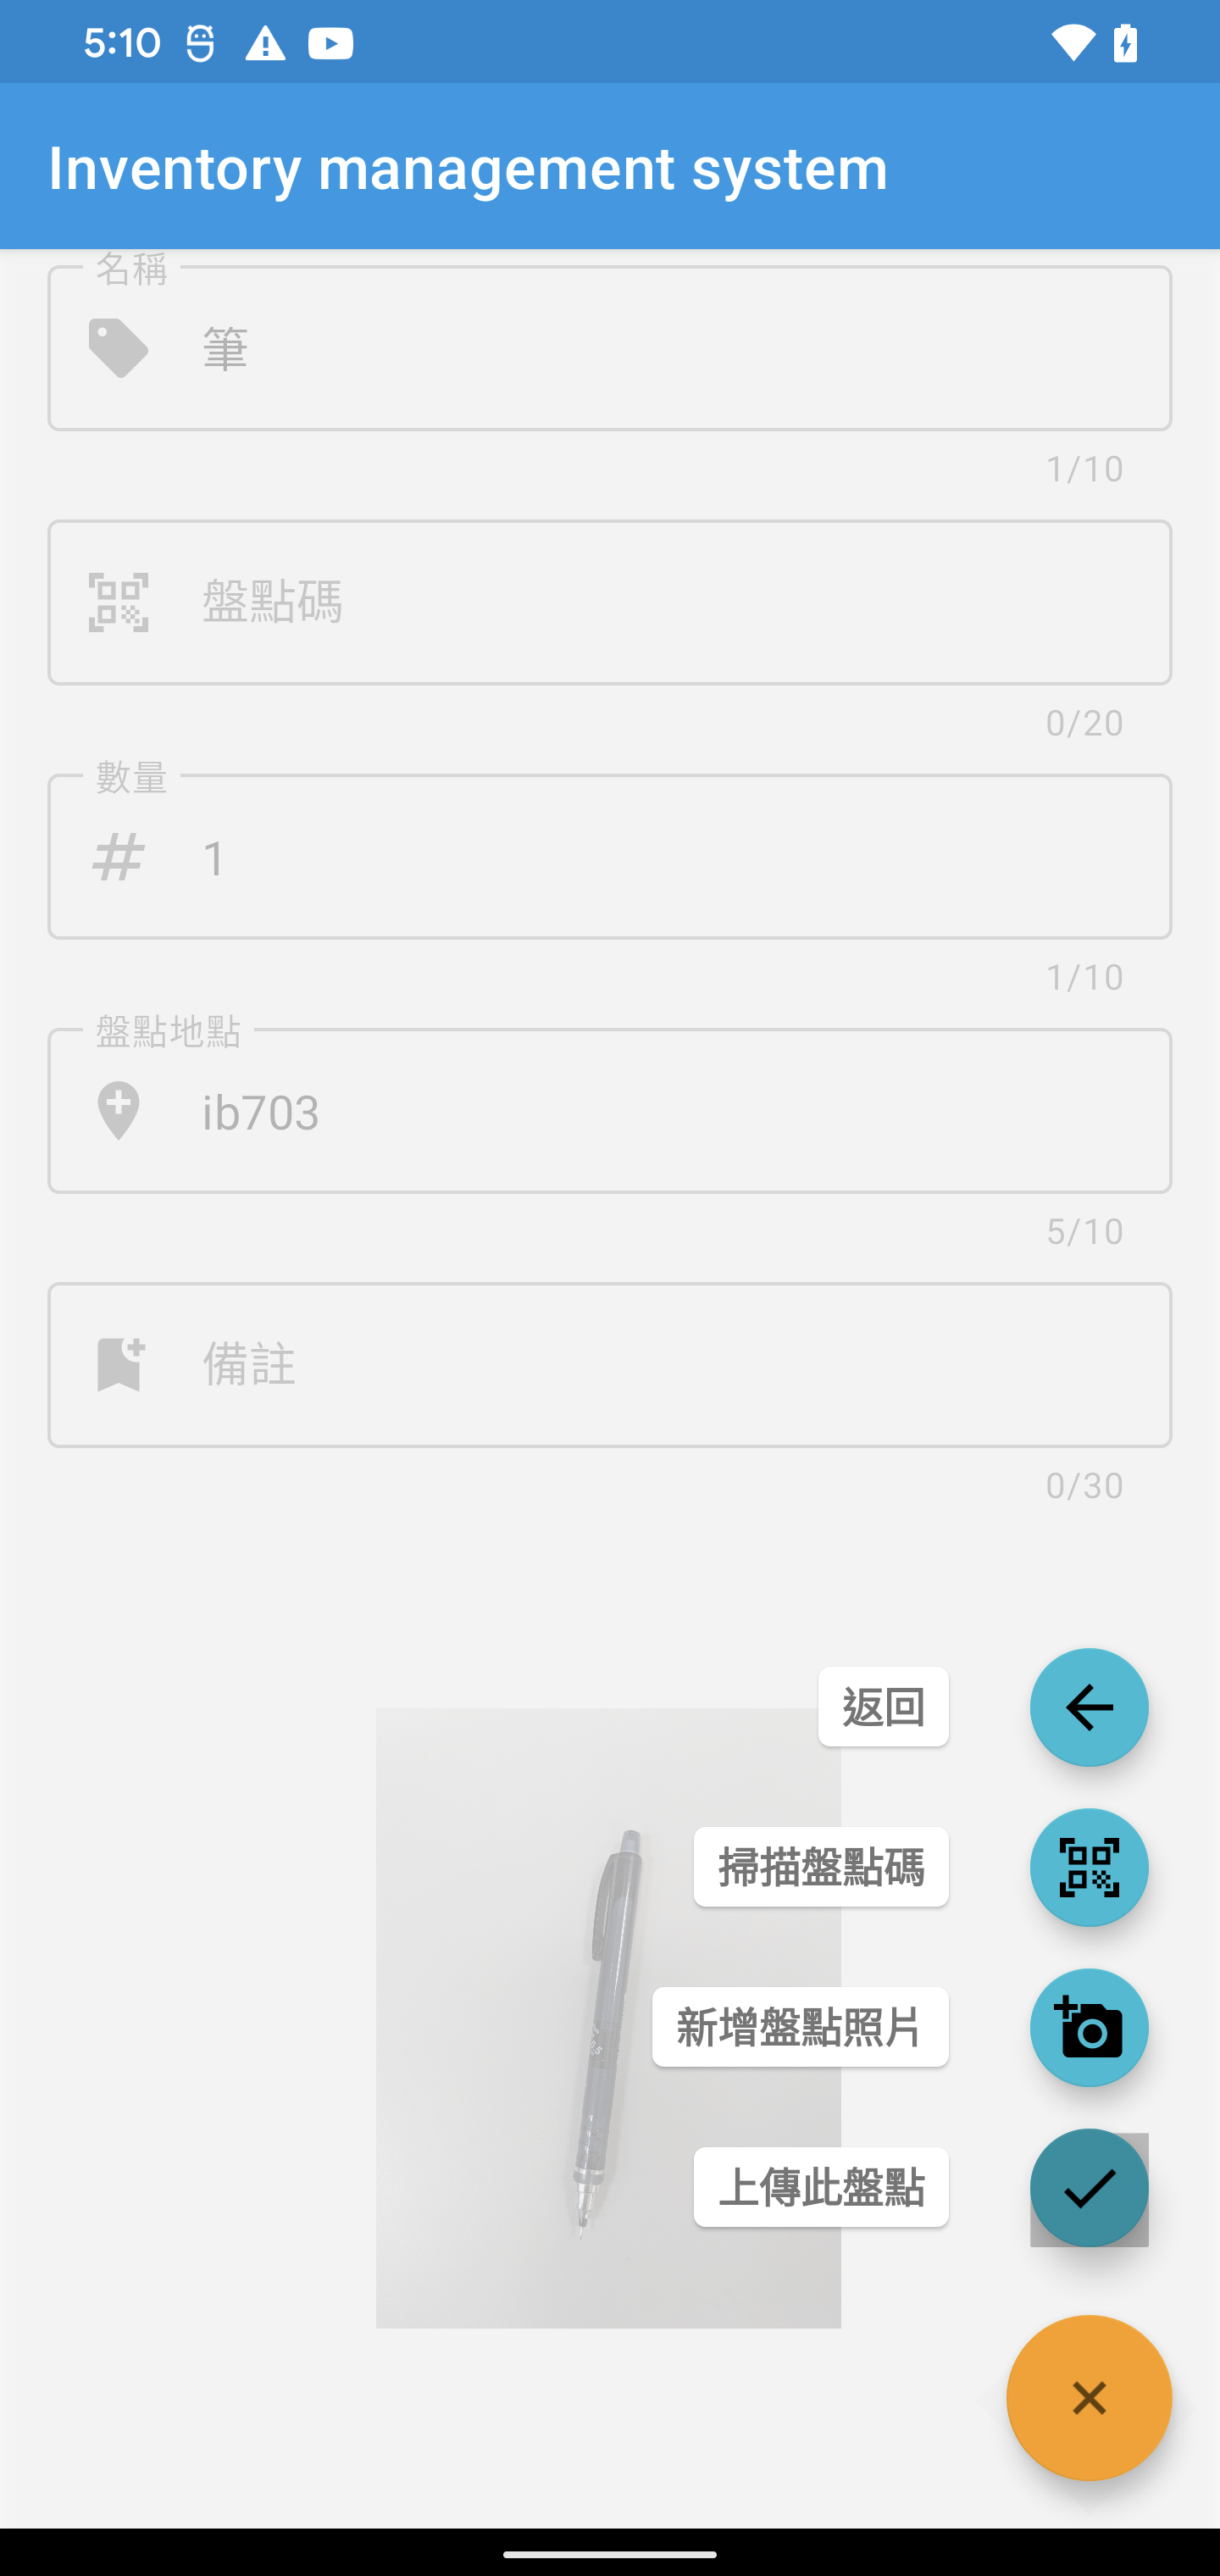 5:10
Inventory management system
名稱
筆
1/10
盤點碼
0/20
數量
1
1/10
盤點地點
ib703
5/10
備註
0/30
返回
掃描盤點碼
新增盤點照片
上傳此盤點